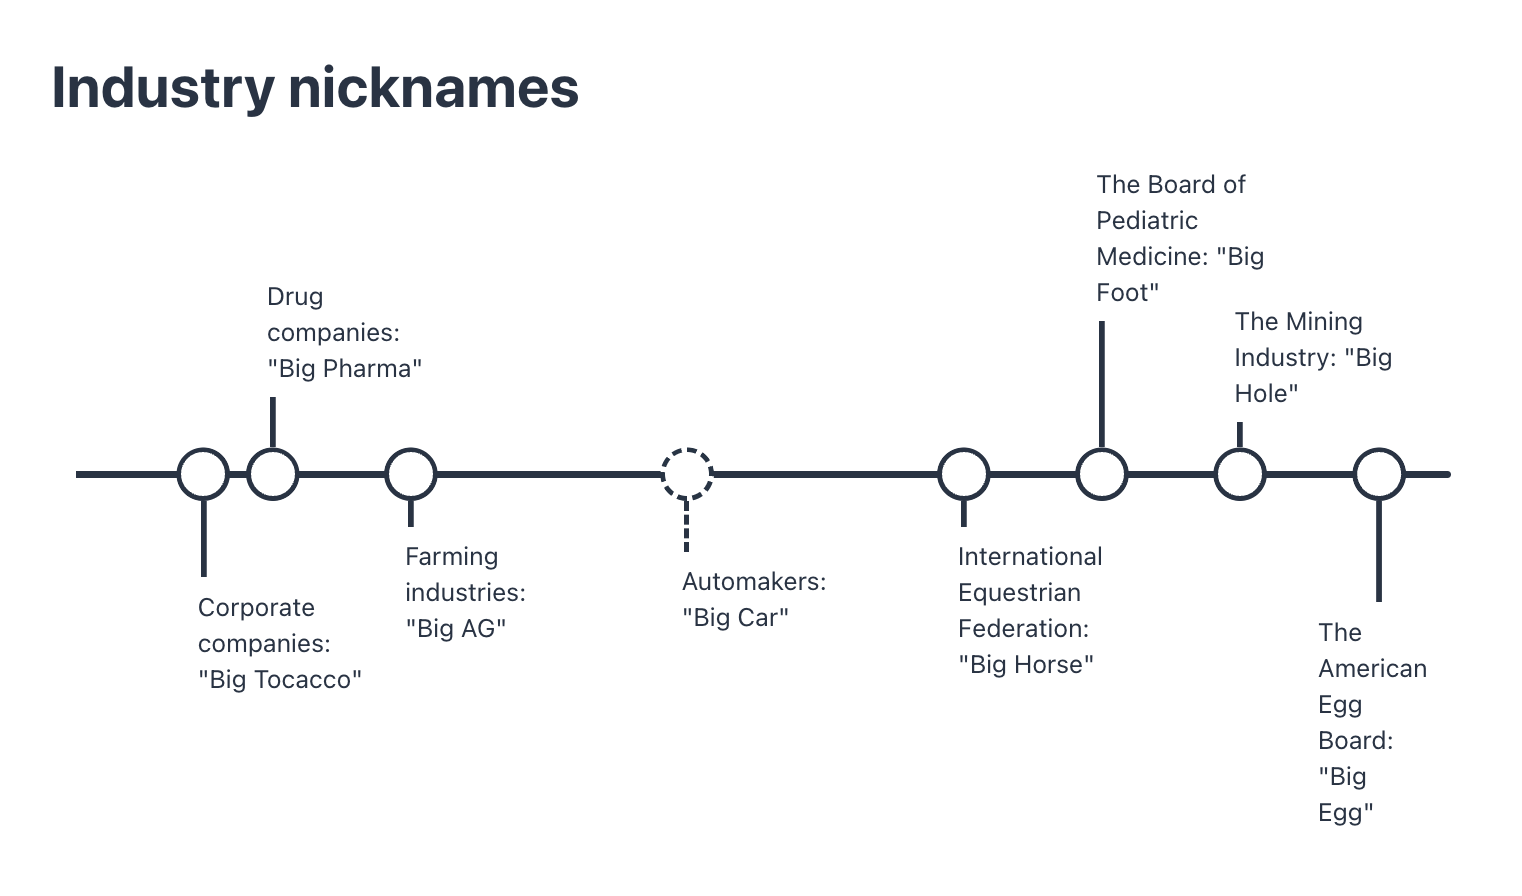 Industry nicknames
The Board of
Pediatric
Medicine: "Big
Foot"
Drug
companies:
"Big Pharma"
The Mining
Industry: "Big
Hole"
Corporate
companies:
"Big Tocacco"
Farming
industries:
"Big AG"
Automakers:
"Big Car"
International
Equestrian
Federation:
"Big Horse"
The
American
Egg
Board:
"Big
Egg"